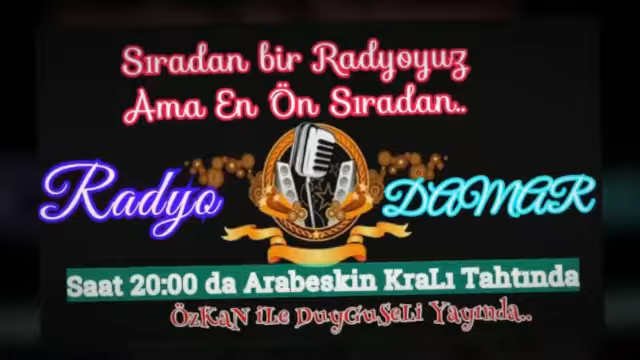 Sıradan bir Radyoyuz
Ama En Ön Sıradan..
Radyo DAMAR
Saat 20:00 da Arabeskin KraLı Tahtında
ÖzKaN iLe DuyGuSeLi Yayında..